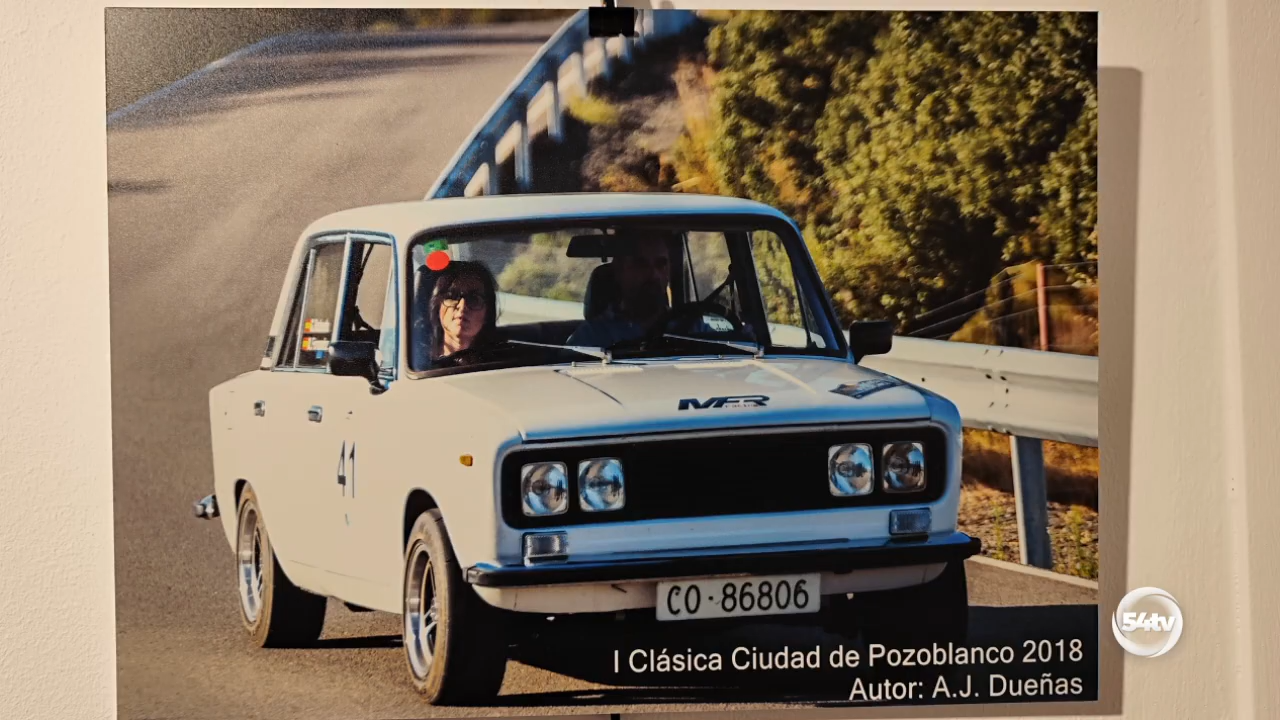 MFR
41
CO·86806
I Clásica Ciudad de Pozoblanco 2018
Autor: A.J. Dueñas
54tv